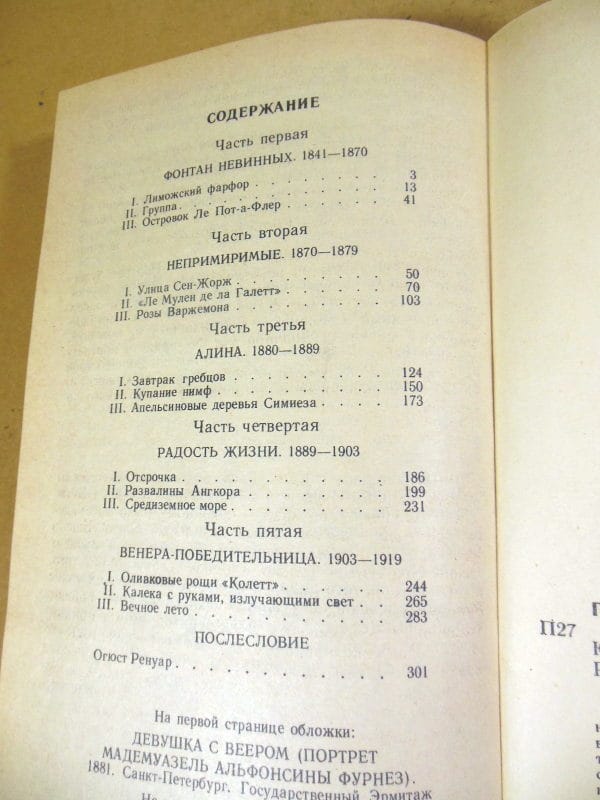 СОДЕРЖАНИЕ
Часть первая
ФОНТАН НЕВИННЫХ. 1841—1870
I. Лиможский фарфор . . . . . . . 3
II. Группа . . . . . . . . . . 13
III. Островок Ле Пот-а-Флер . . . . . 41
Часть вторая
НЕПРИМИРИМЫЕ. 1870—1879
I. Улица Сен-Жорж . . . . . . . . 50
II. «Ле Мулен де ла Галетт» . . . . . . 70
III. Розы Варжемона . . . . . . . . 103
Часть третья
АЛИНА. 1880—1889
I. Завтрак гребцов . . . . . . . . 124
II. Купание нимф . . . . . . . . . 150
III. Апельсиновые деревья Симиеза . . . . 173
Часть четвертая
РАДОСТЬ ЖИЗНИ. 1889—1903
I. Отсрочка . . . . . . . . . . 186
II. Развалины Ангкора . . . . . . . 199
III. Средиземное море . . . . . . . . 231
Часть пятая
ВЕНЕРА-ПОБЕДИТЕЛЬНИЦА. 1903—1919
I. Оливковые рощи «Колетт» . . . . . . 244
II. Калека с руками, излучающими свет . . 265
III. Вечное лето . . . . . . . . . . 283
ПОСЛЕСЛОВИЕ
Огюст Ренуар . . . . . . . . . . 301
На первой странице обложки:
ДЕВУШКА С ВЕЕРОМ (ПОРТРЕТ
МАДЕМУАЗЕЛЬ АЛЬФОНСИНЫ ФУРНЕЗ).
1881. Санкт-Петербург. Государственный Эрмитаж
П27